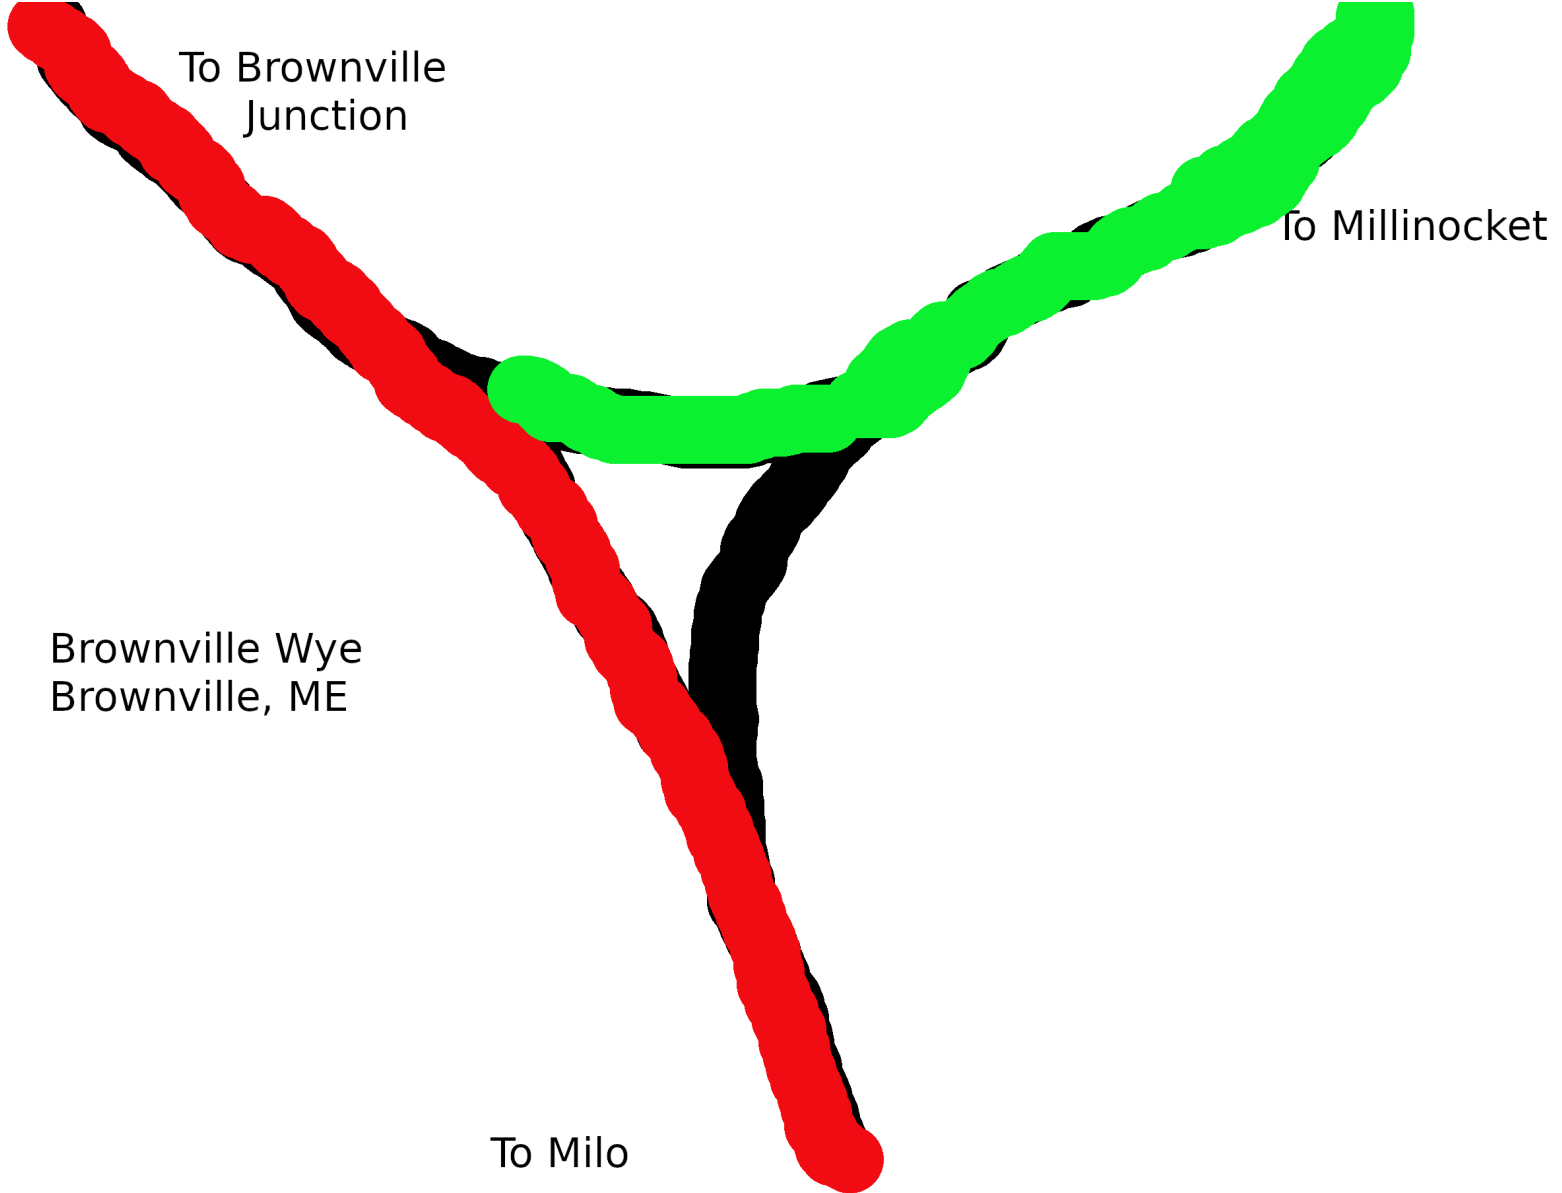 To Brownville
Junction
To Millinocket
Brownville Wye
Brownville, ME
To Milo